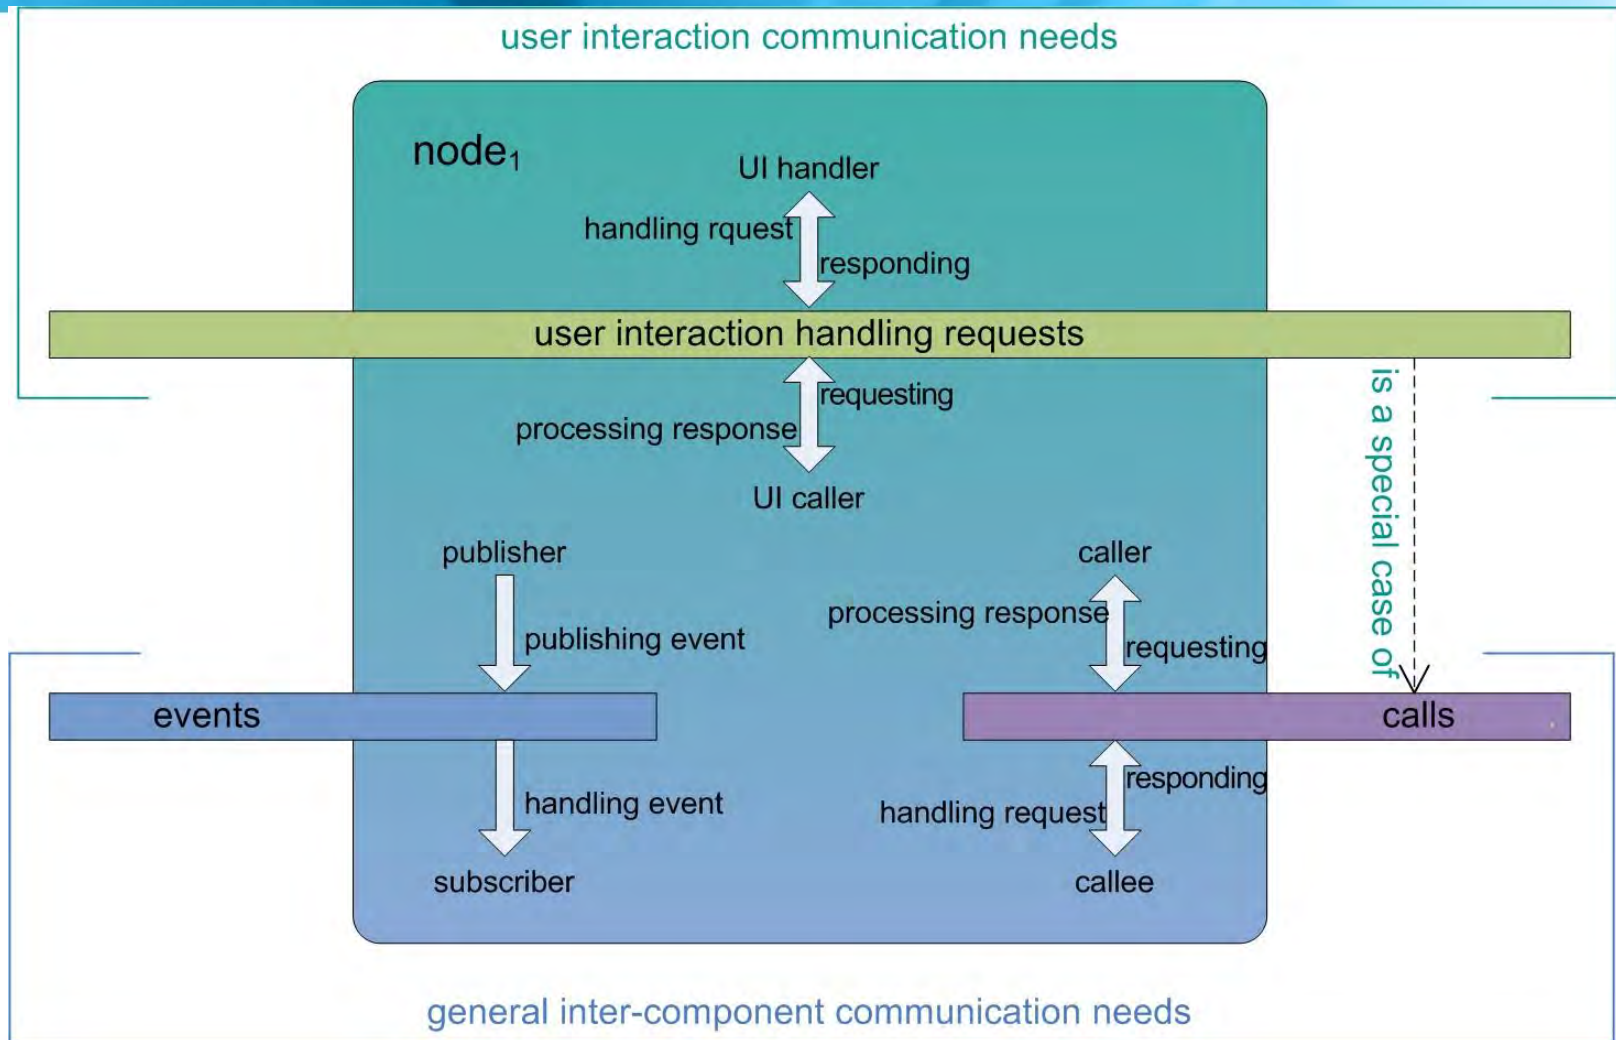 user interaction communication needs
node₁
UI handler
handling rquest
responding
user interaction handling requests
requesting
processing response
UI caller
is a special case of
publisher
caller
processing response
publishing event
requesting
events
calls
responding
handling event
handling request
subscriber
callee
general inter-component communication needs